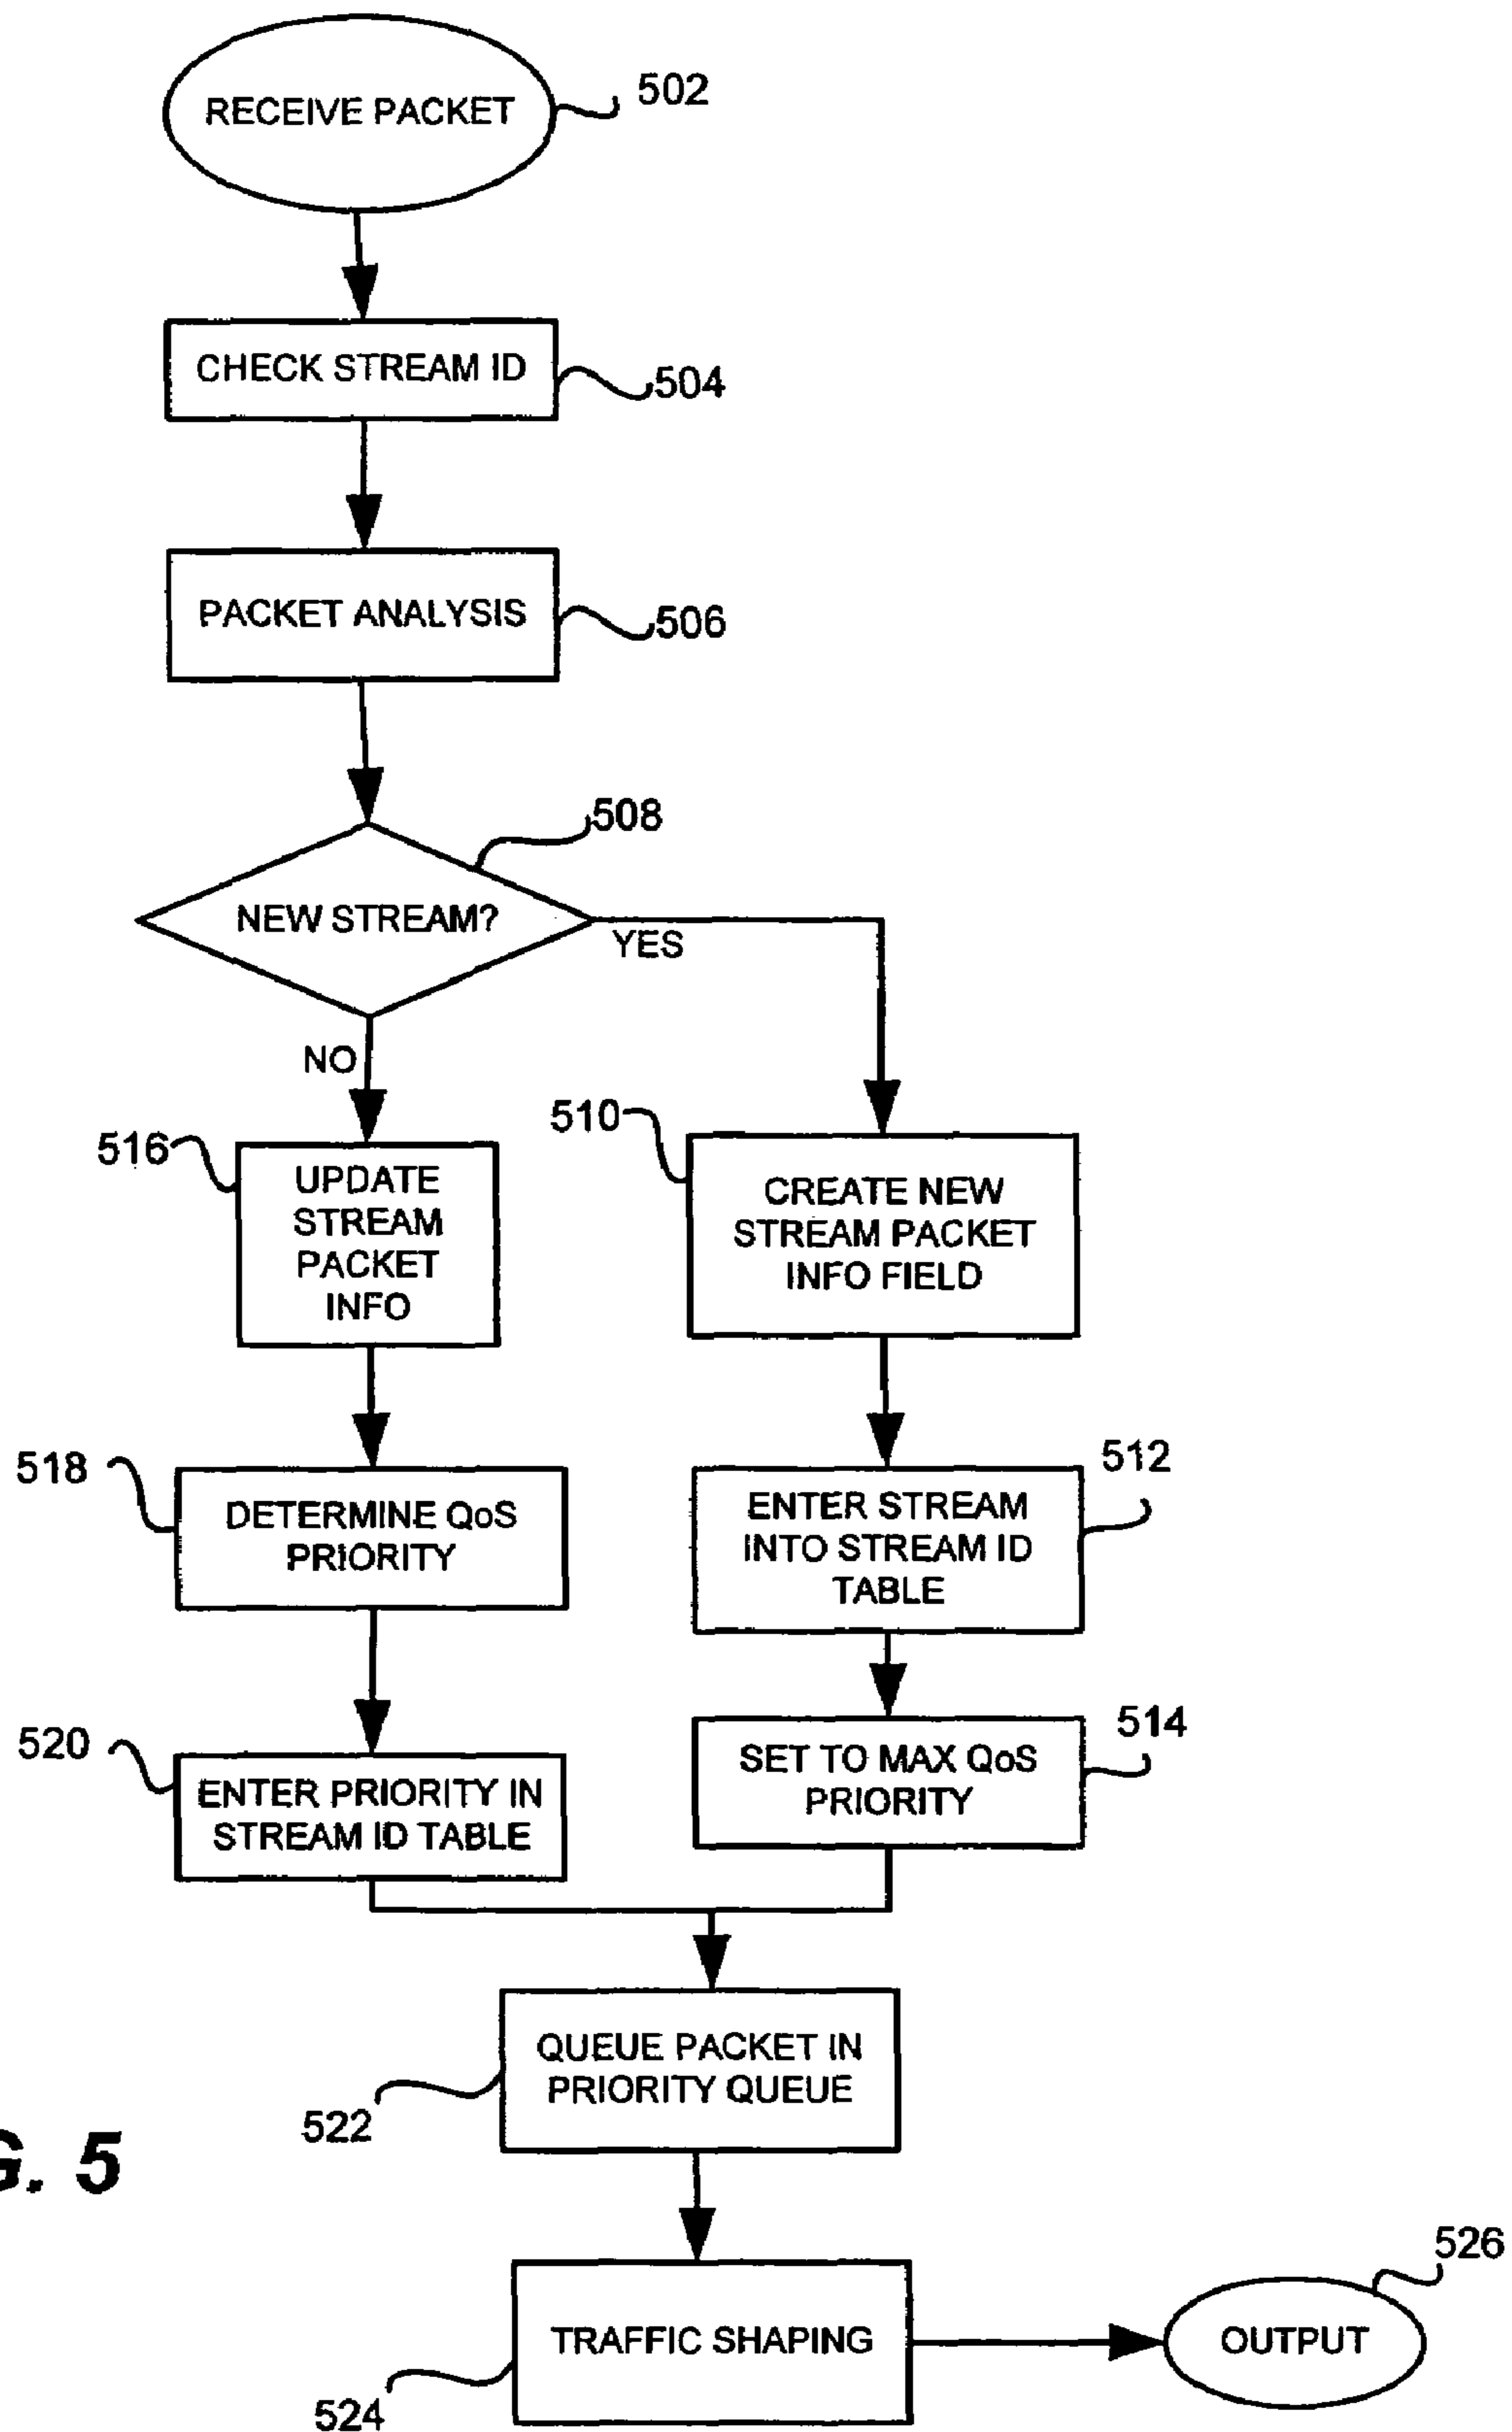 RECEIVE PACKET
502
CHECK STREAM ID
504
PACKET ANALYSIS
506
508
NEW STREAM?
YES
NO
516
UPDATE
STREAM
PACKET
INFO
510
CREATE NEW
STREAM PACKET
INFO FIELD
518
DETERMINE QoS
PRIORITY
512
ENTER STREAM
INTO STREAM ID
TABLE
520
ENTER PRIORITY IN
STREAM ID TABLE
514
SET TO MAX QoS
PRIORITY
QUEUE PACKET IN
PRIORITY QUEUE
522
G. 5
TRAFFIC SHAPING
524
526
OUTPUT